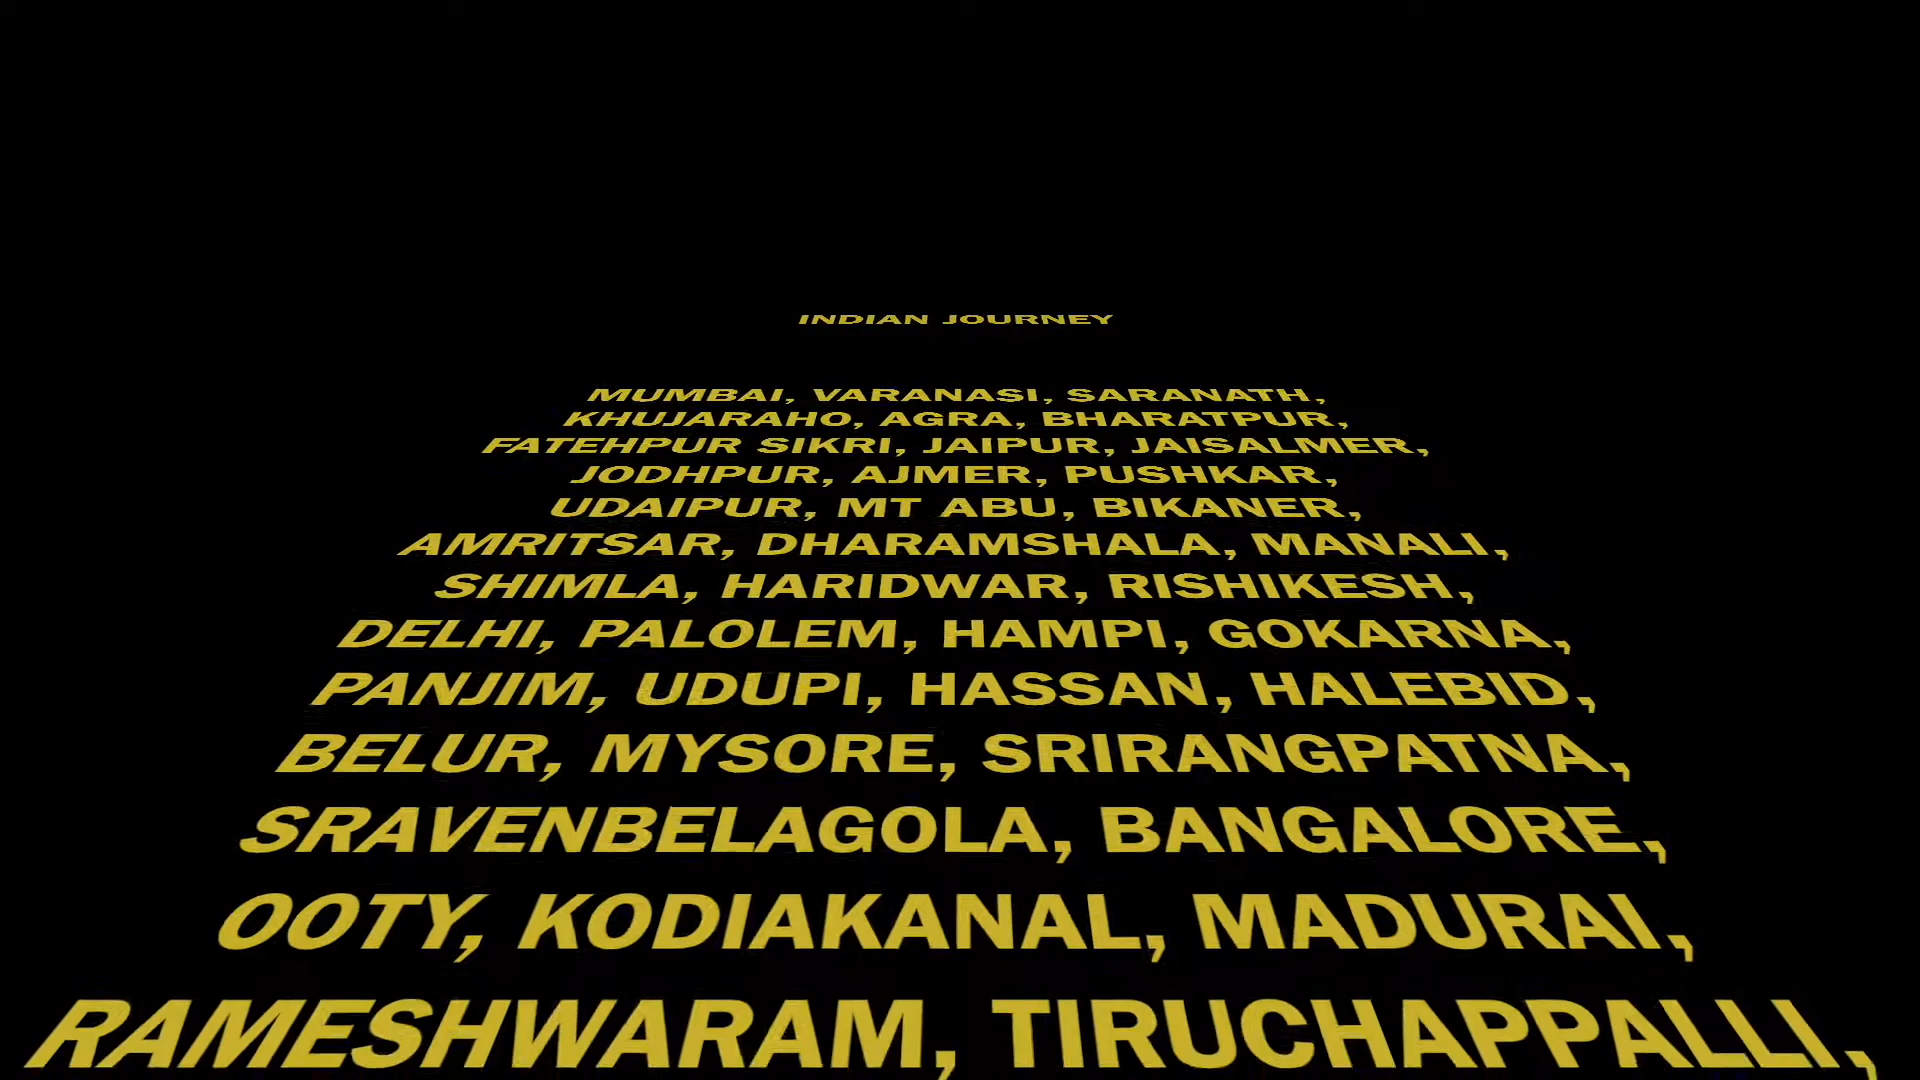 INDIAN JOURNEY
MUMBAI, VARANASI, SARANATH,
KHUJARAHO, AGRA, BHARATPUR,
FATEHPUR SIKRI, JAIPUR, JAISALMER,
JODHPUR, AJMER, PUSHKAR,
UDAIPUR, MT ABU, BIKANER,
AMRITSAR, DHARAMSHALA, MANALI,
SHIMLA, HARIDWAR, RISHIKESH,
DELHI, PALOLEM, HAMPI, GOKARNA,
PANJIM, UDUPI, HASSAN, HALEBID,
BELUR, MYSORE, SRIRANGPATNA,
SRAVENBELAGOLA, BANGALORE,
OOTY, KODIAKANAL, MADURAI,
RAMESHWARAM, TIRUCHAPPALLI,